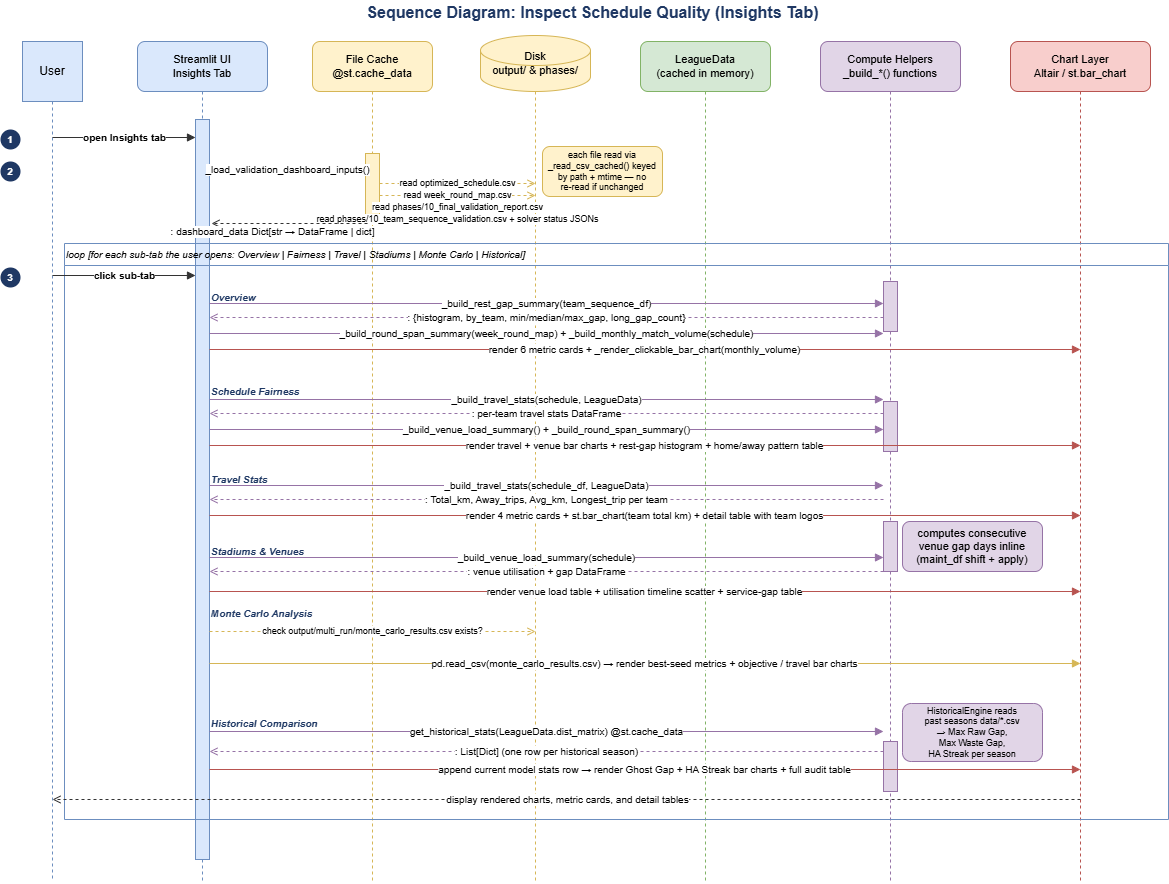 Sequence Diagram: Inspect Schedule Quality (Insights Tab)
User
Streamlit UI
Insights Tab
File Cache
@st.cache_data
Disk
output/ & phases/
LeagueData
(cached in memory)
Compute Helpers
_build_*() functions
Chart Layer
Altair / st.bar_chart
1
open Insights tab
2
_load_validation_dashboard_inputs()
each file read via
_read_csv_cached() keyed
by path + mtime — no
re-read if unchanged
read optimized_schedule.csv
read week_round_map.csv
read phases/10_final_validation_report.csv
read phases/10_team_sequence_validation.csv + solver status JSONs
: dashboard_data Dict[str → DataFrame | dict]
loop [for each sub-tab the user opens: Overview | Fairness | Travel | Stadiums | Monte Carlo | Historical]
3
click sub-tab
Overview
_build_rest_gap_summary(team_sequence_df)
: {histogram, by_team, min/median/max_gap, long_gap_count}
_build_round_span_summary(week_round_map) + _build_monthly_match_volume(schedule)
render 6 metric cards + _render_clickable_bar_chart(monthly_volume)
Schedule Fairness
_build_travel_stats(schedule, LeagueData)
: per-team travel stats DataFrame
_build_venue_load_summary() + _build_round_span_summary()
render travel + venue bar charts + rest-gap histogram + home/away pattern table
Travel Stats
_build_travel_stats(schedule_df, LeagueData)
: Total_km, Away_trips, Avg_km, Longest_trip per team
render 4 metric cards + st.bar_chart(team total km) + detail table with team logos
computes consecutive
venue gap days inline
(maint_df shift + apply)
Stadiums & Venues
_build_venue_load_summary(schedule)
: venue utilisation + gap DataFrame
render venue load table + utilisation timeline scatter + service-gap table
Monte Carlo Analysis
check output/multi_run/monte_carlo_results.csv exists?
pd.read_csv(monte_carlo_results.csv) → render best-seed metrics + objective / travel bar charts
HistoricalEngine reads
past seasons data/*.csv
→ Max Raw Gap,
Max Waste Gap,
HA Streak per season
Historical Comparison
get_historical_stats(LeagueData.dist_matrix) @st.cache_data
: List[Dict] (one row per historical season)
append current model stats row → render Ghost Gap + HA Streak bar charts + full audit table
display rendered charts, metric cards, and detail tables